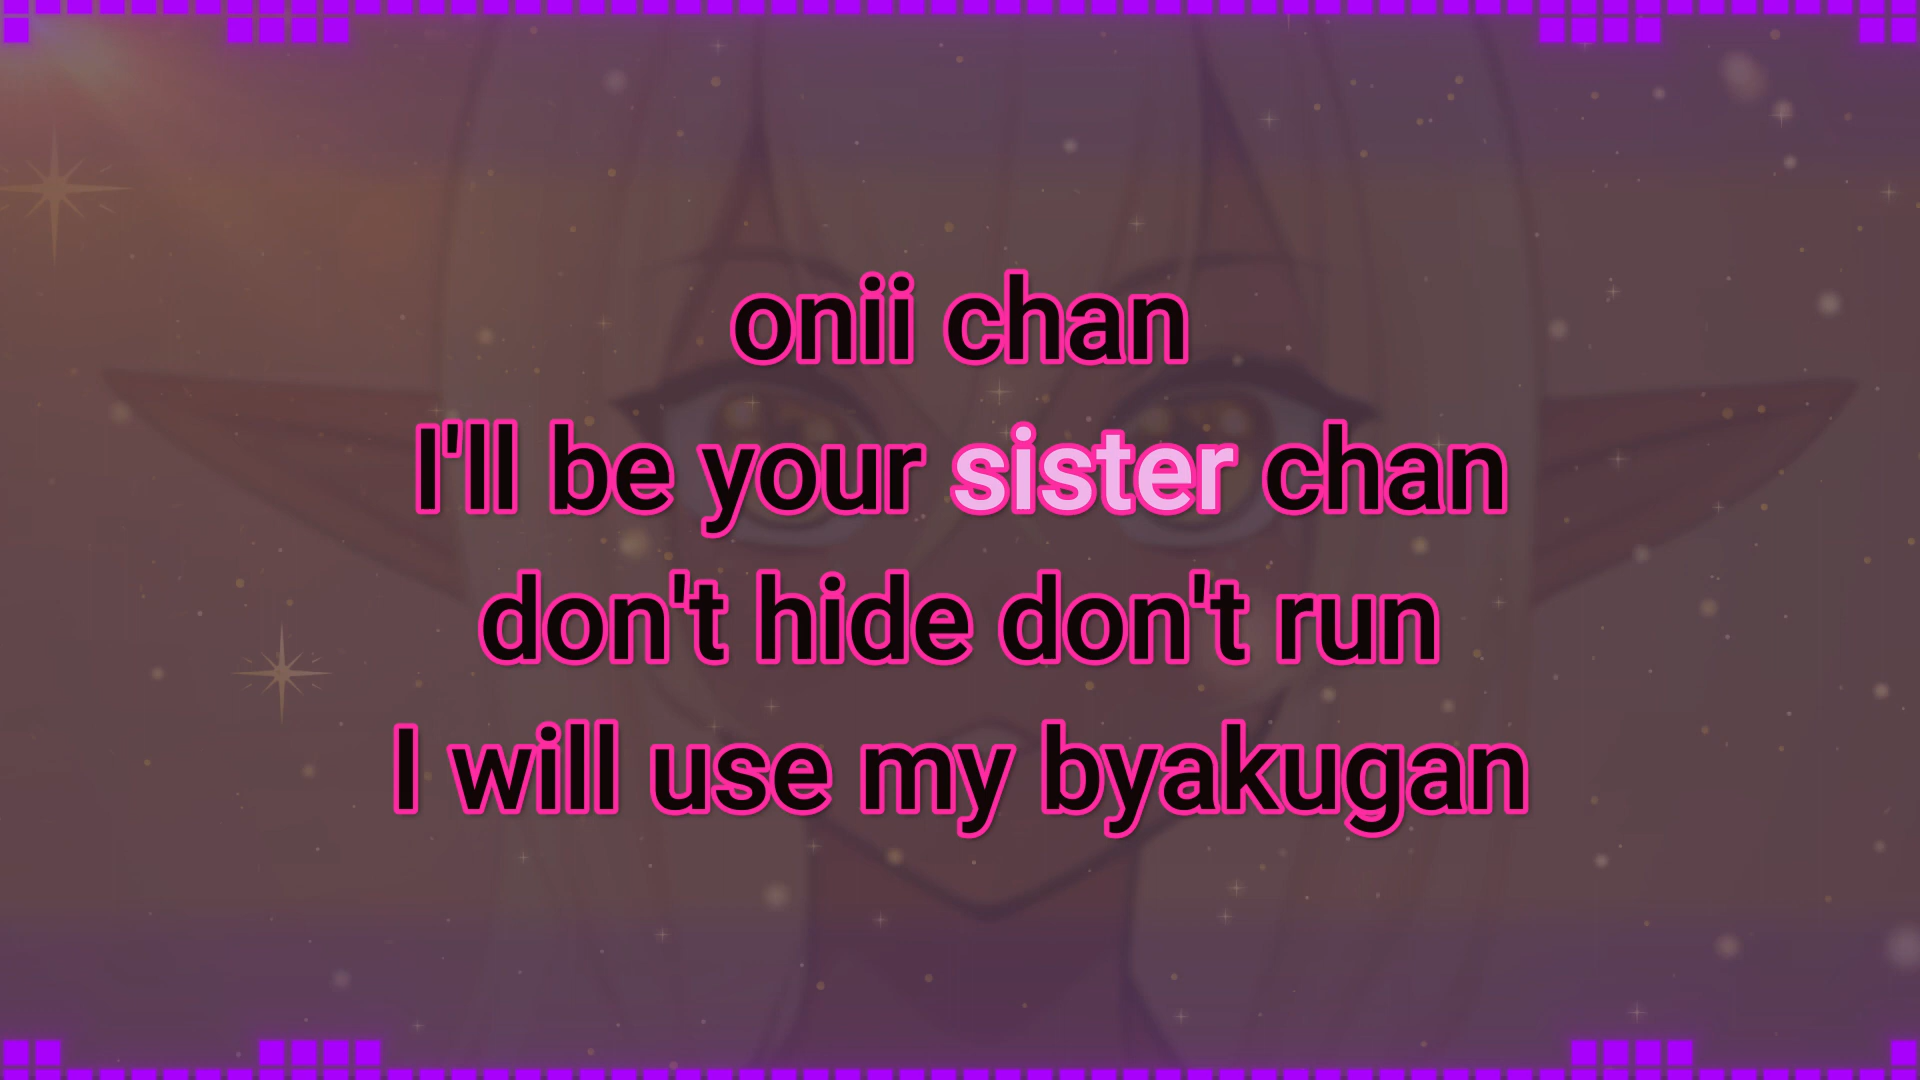 onii chan
I'll be your sister chan
don't hide don't run
I will use my byakugan